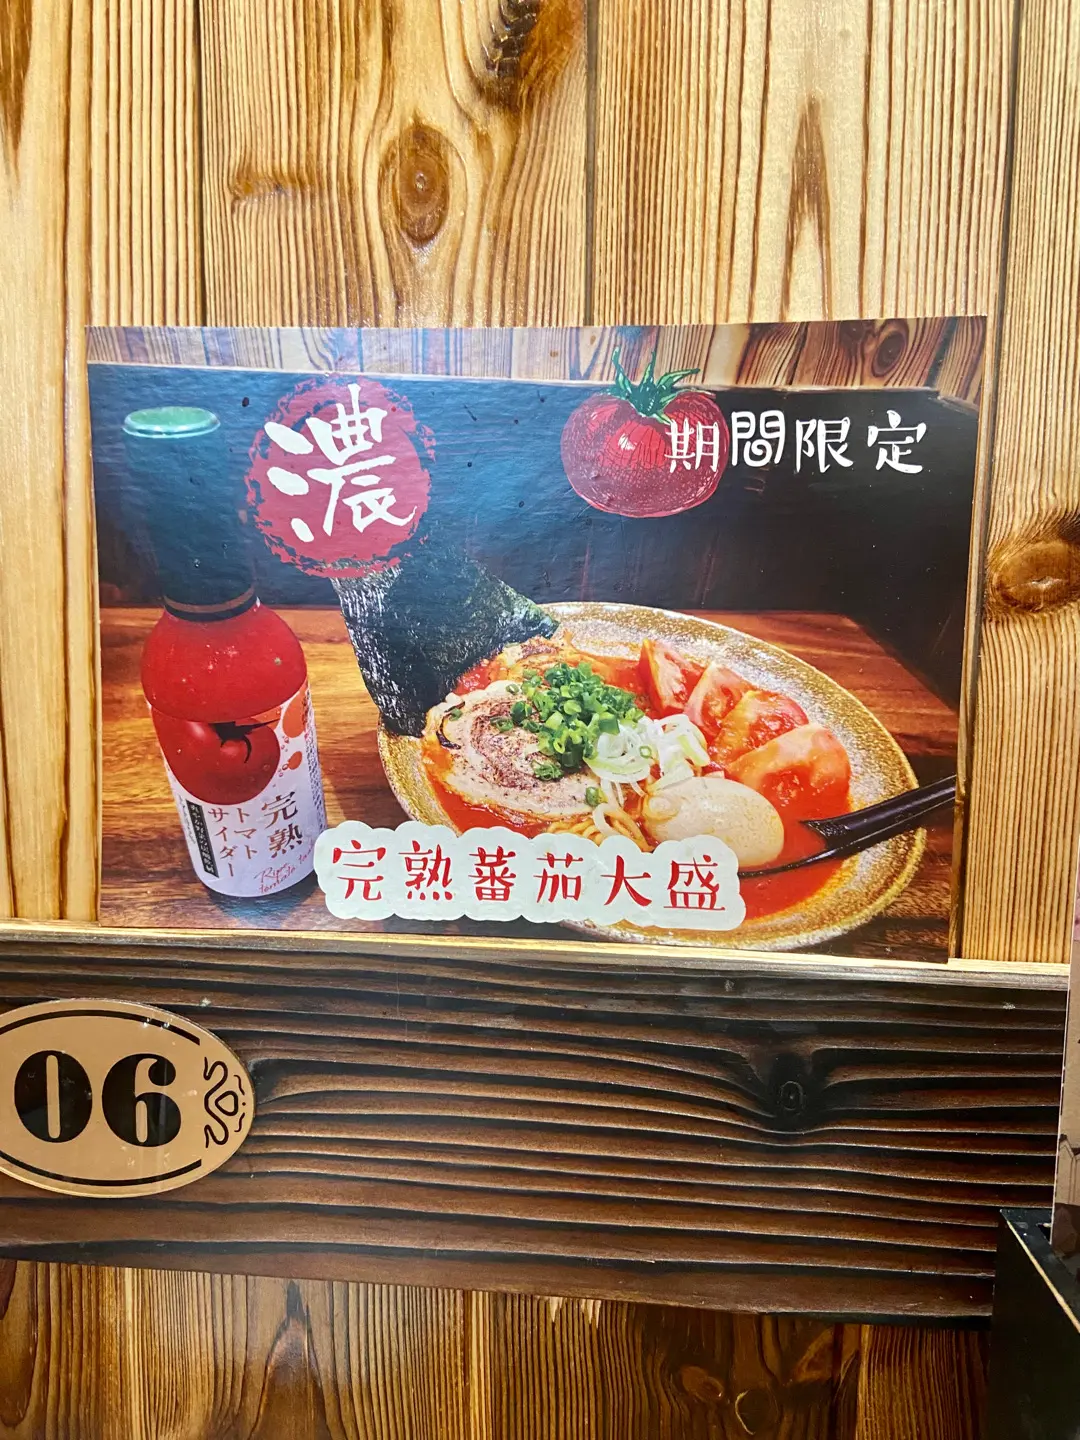 濃
期間限定
完熟
トマト
サイダー
完熟蕃茄大盛
06